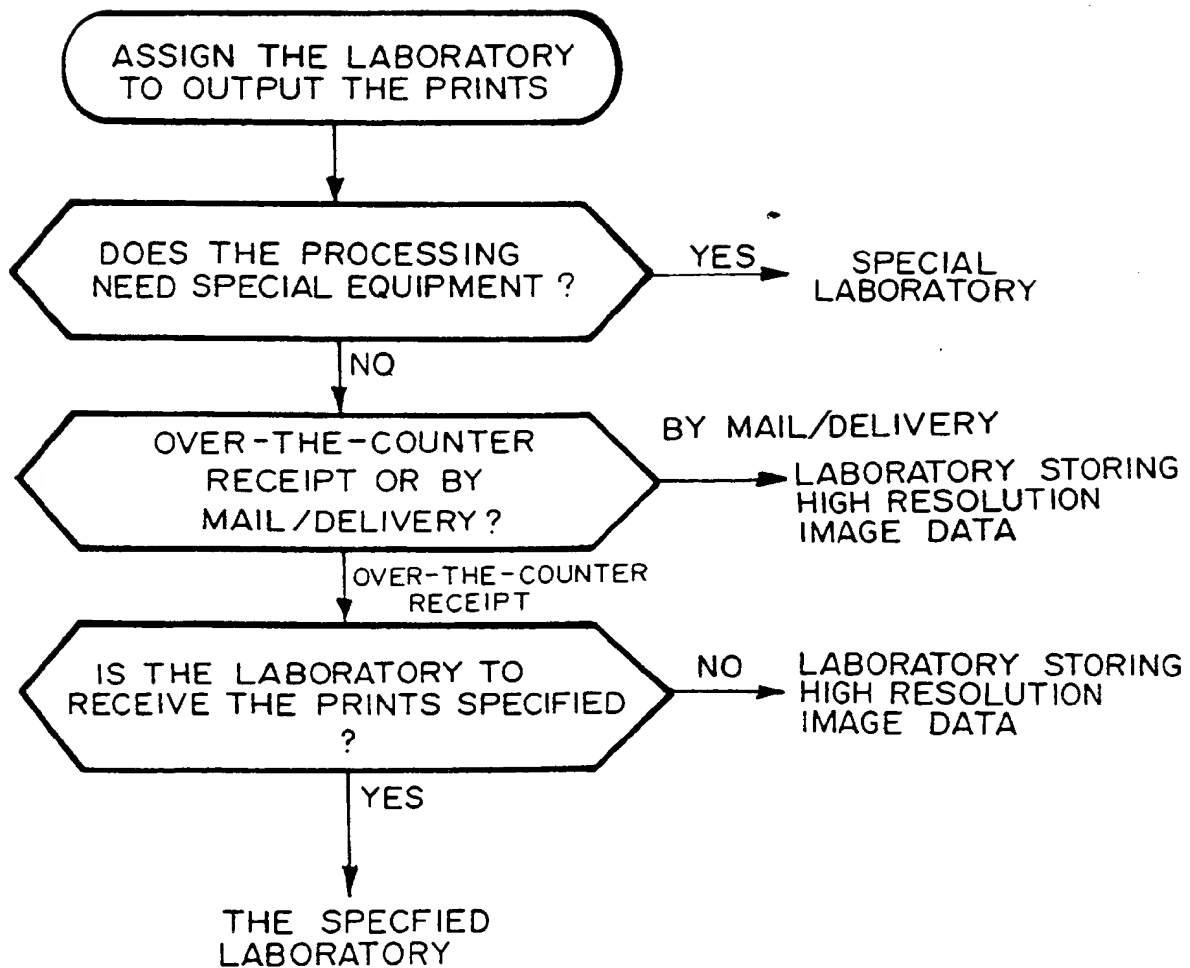 ASSIGN THE LABORATORY
TO OUTPUT THE PRINTS
DOES THE PROCESSING
NEED SPECIAL EQUIPMENT ?
YES
SPECIAL
LABORATORY
NO
OVER-THE-COUNTER
RECEIPT OR BY
MAIL/DELIVERY ?
BY MAIL/DELIVERY
LABORATORY STORING
HIGH RESOLUTION
IMAGE DATA
OVER-THE-COUNTER
RECEIPT
IS THE LABORATORY TO
RECEIVE THE PRINTS SPECIFIED
?
NO
LABORATORY STORING
HIGH RESOLUTION
IMAGE DATA
YES
THE SPECFIED
LABORATORY